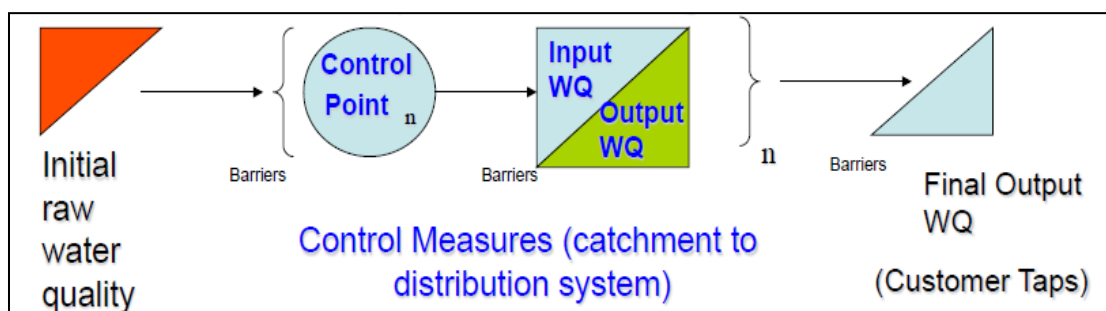 Initial
raw
water
quality
Barriers
Control
Point n
Barriers
Input
WQ
Output
WQ
n
Control Measures (catchment to
distribution system)
Barriers
Final Output
WQ
(Customer Taps)